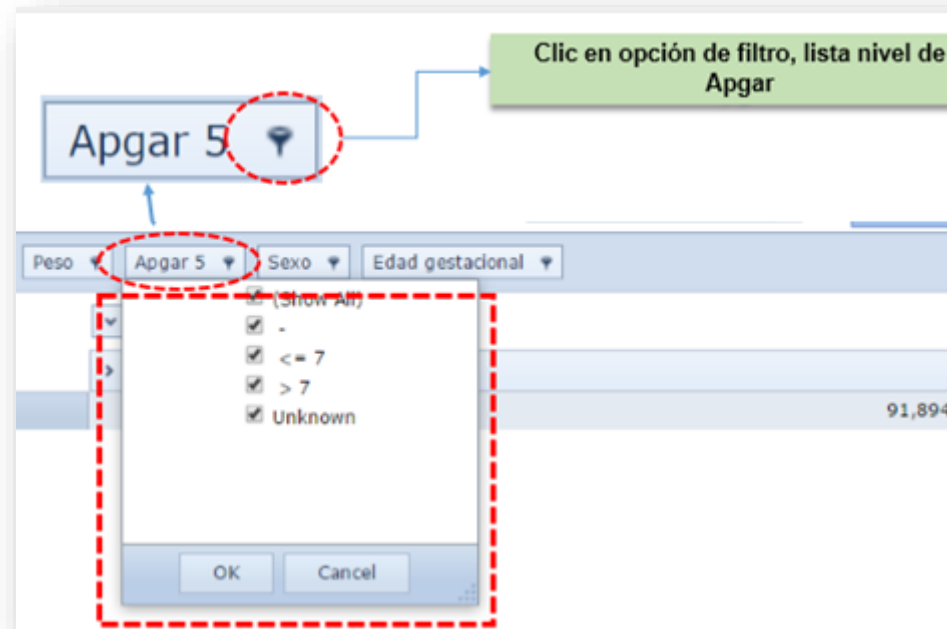 Clic en opción de filtro, lista nivel de
Apgar
Apgar 5
Peso
Apgar 5
Sexo
Edad gestacional
(Show All)
-
<= 7
> 7
Unknown
91,894
OK
Cancel